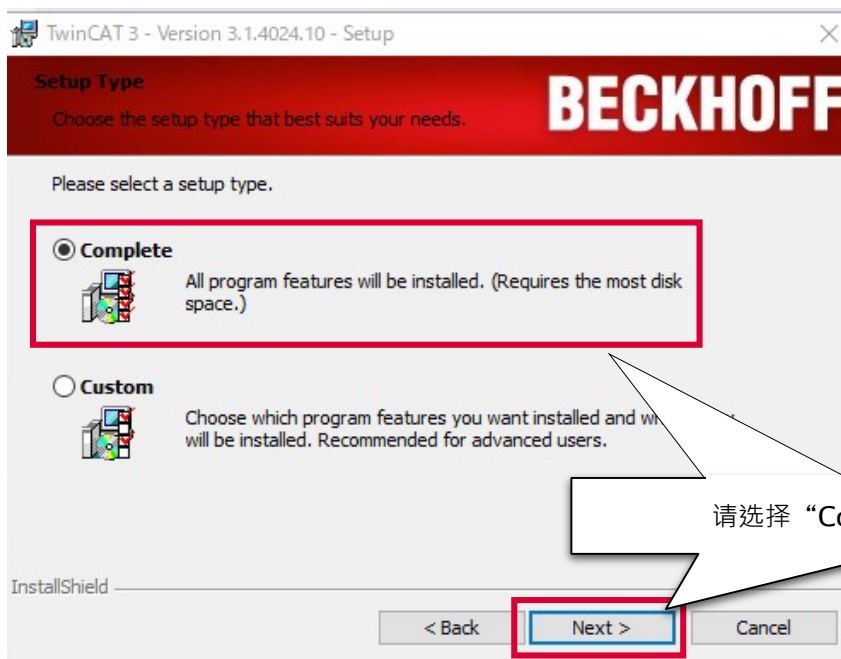 TwinCAT 3 - Version 3.1.4024.10 - Setup
Setup Type
BECKHOFF
Choose the setup type that best suits your needs.
Please select a setup type.
Complete
All program features will be installed. (Requires the most disk
space.)
Custom
Choose which program features you want installed and
will be installed. Recommended for advanced users.
请选择“Co
InstallShield
< Back
Next >
Cancel